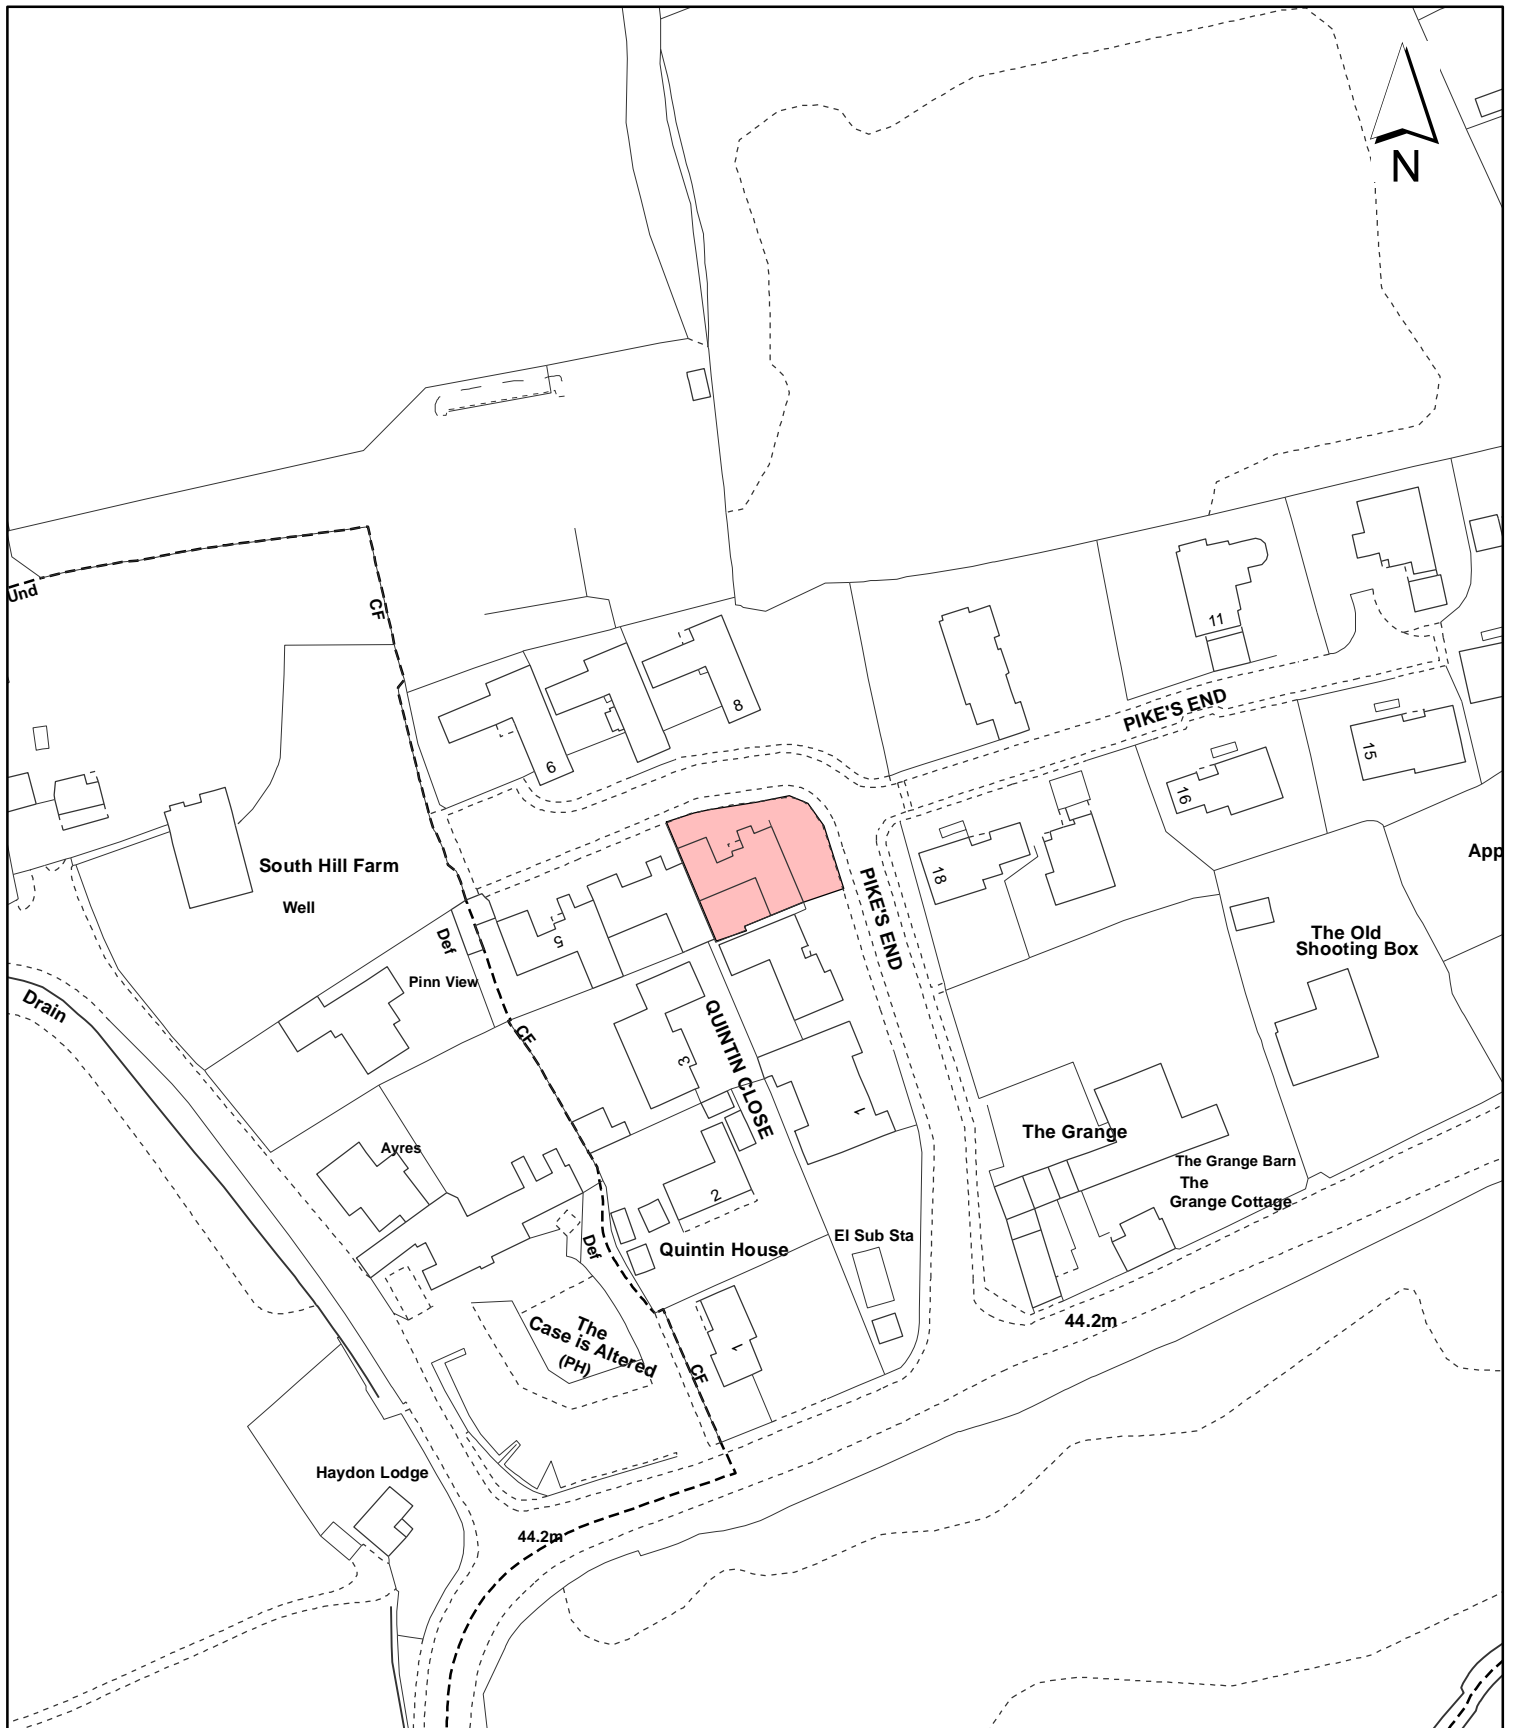 N
Und
CF
11
8
PIKE'S END
6
15
16
South Hill Farm
Well
18
PIKE'S END
App
5
Def
Pinn View
The Old
Shooting Box
Drain
CF
3
QUINTIN CLOSE
1
The Grange
Ayres
The Grange Barn
The
Grange Cottage
2
Quintin House
El Sub Sta
Def
The
Case is Altered
(PH)
1
CF
44.2m
Haydon Lodge
44.2m